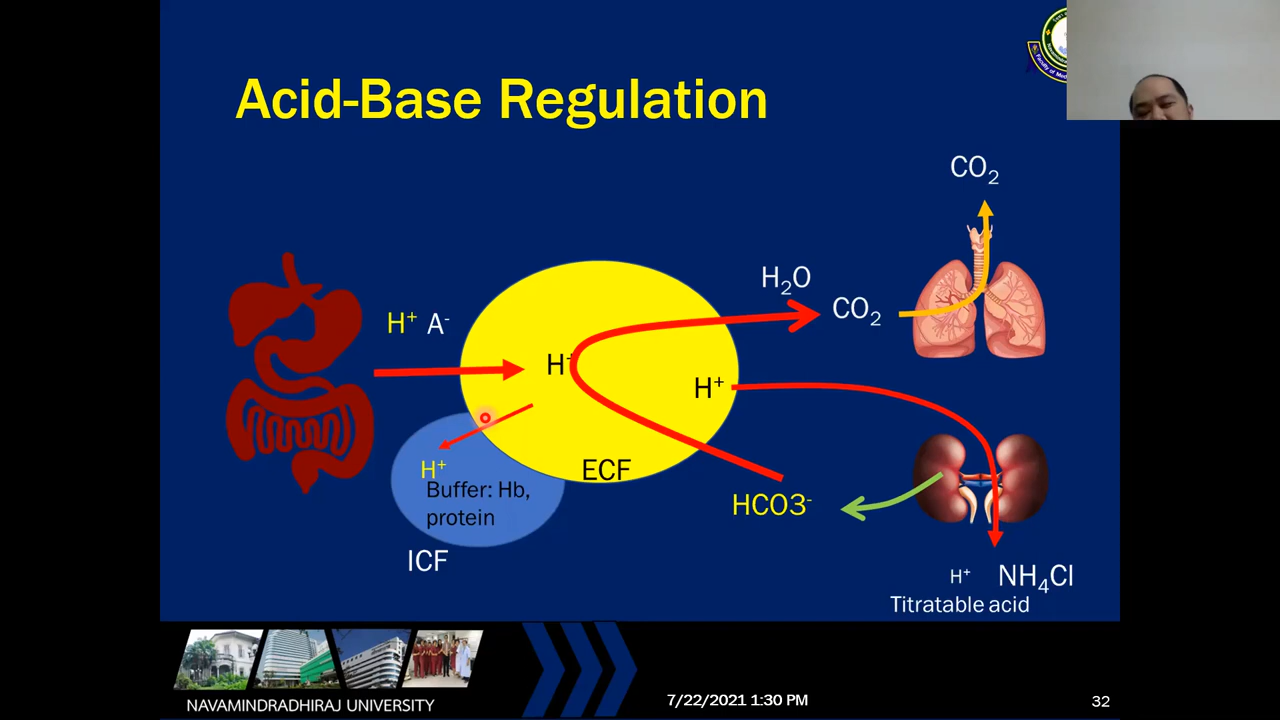 Acid-Base Regulation
CO₂
H₂O
CO₂
H⁺ A⁻
H⁺
H⁺
H⁺
Buffer: Hb,
protein
ECF
HCO3⁻
ICF
H⁺ NH₄Cl
Titratable acid
NAVAMINDRADHIRAJ UNIVERSITY
7/22/2021 1:30 PM
32